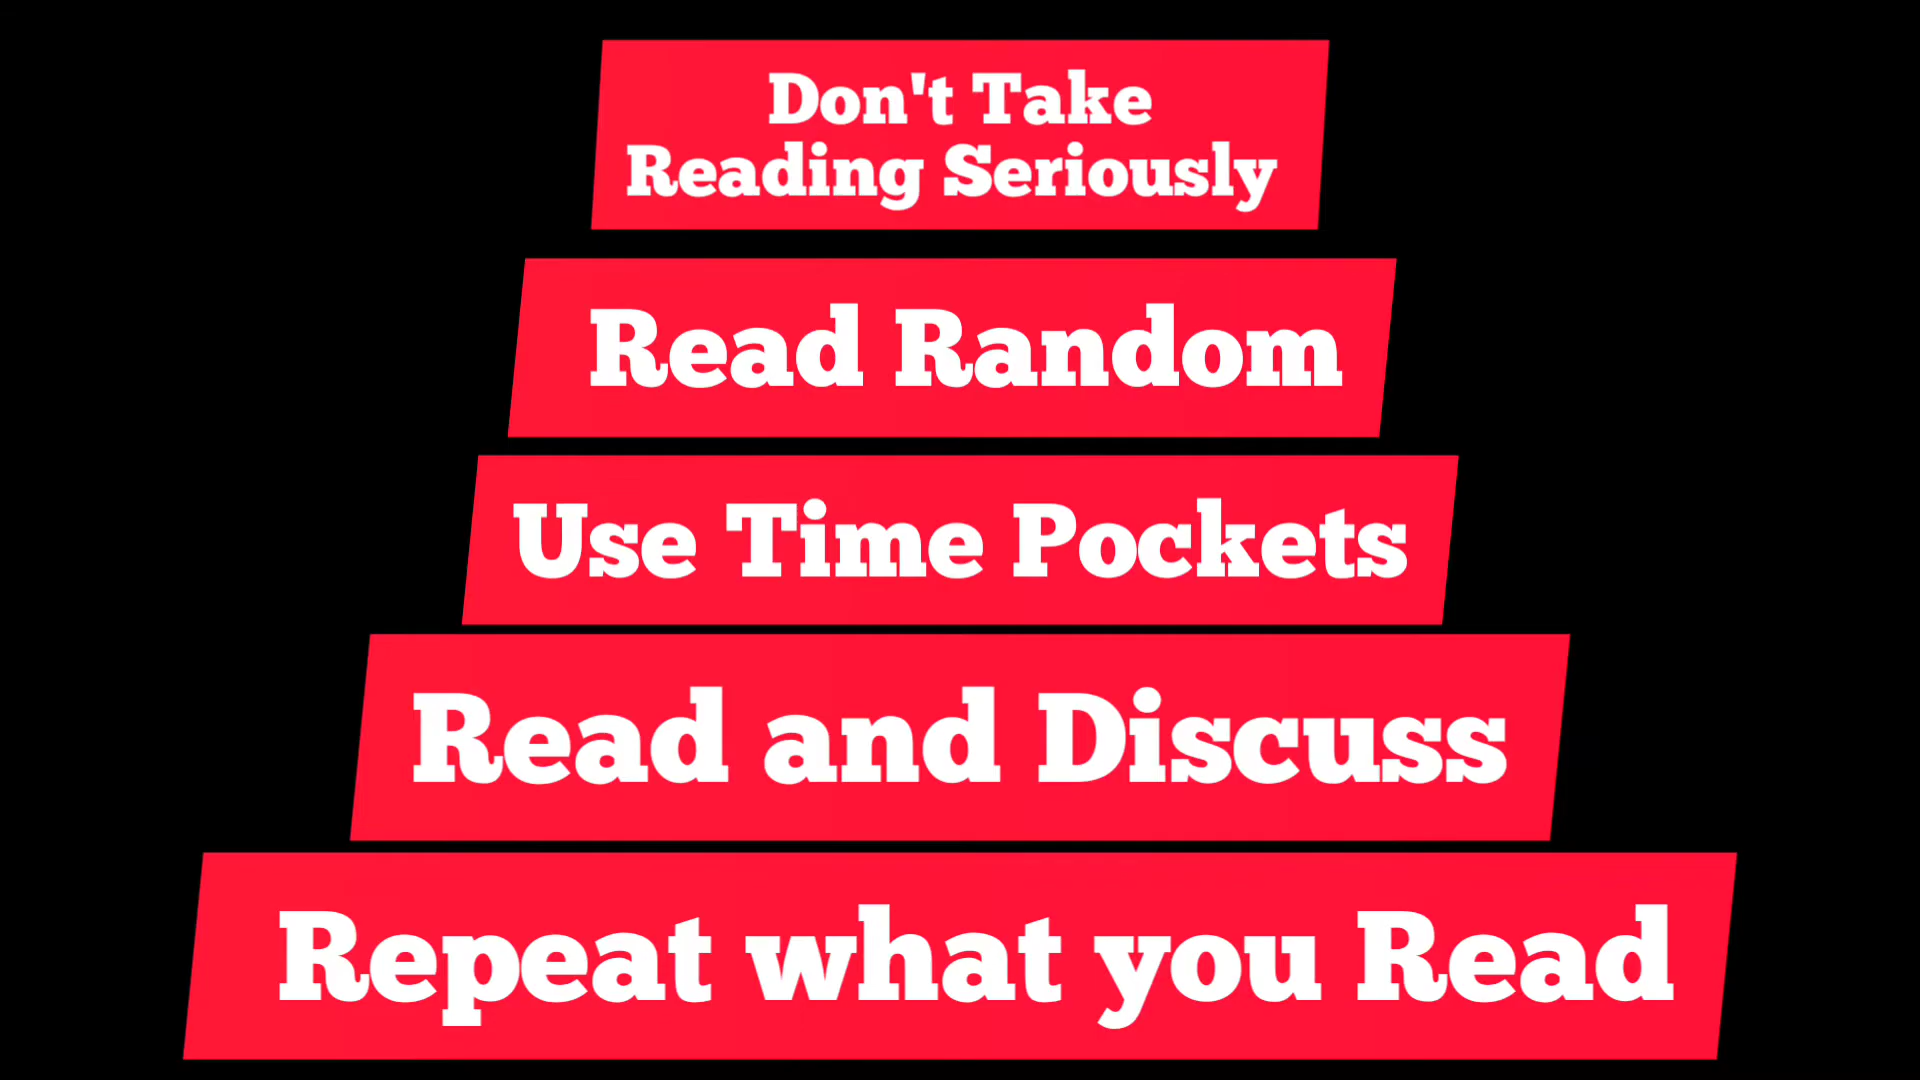 Don't Take
Reading Seriously
Read Random
Use Time Pockets
Read and Discuss
Repeat what you Read